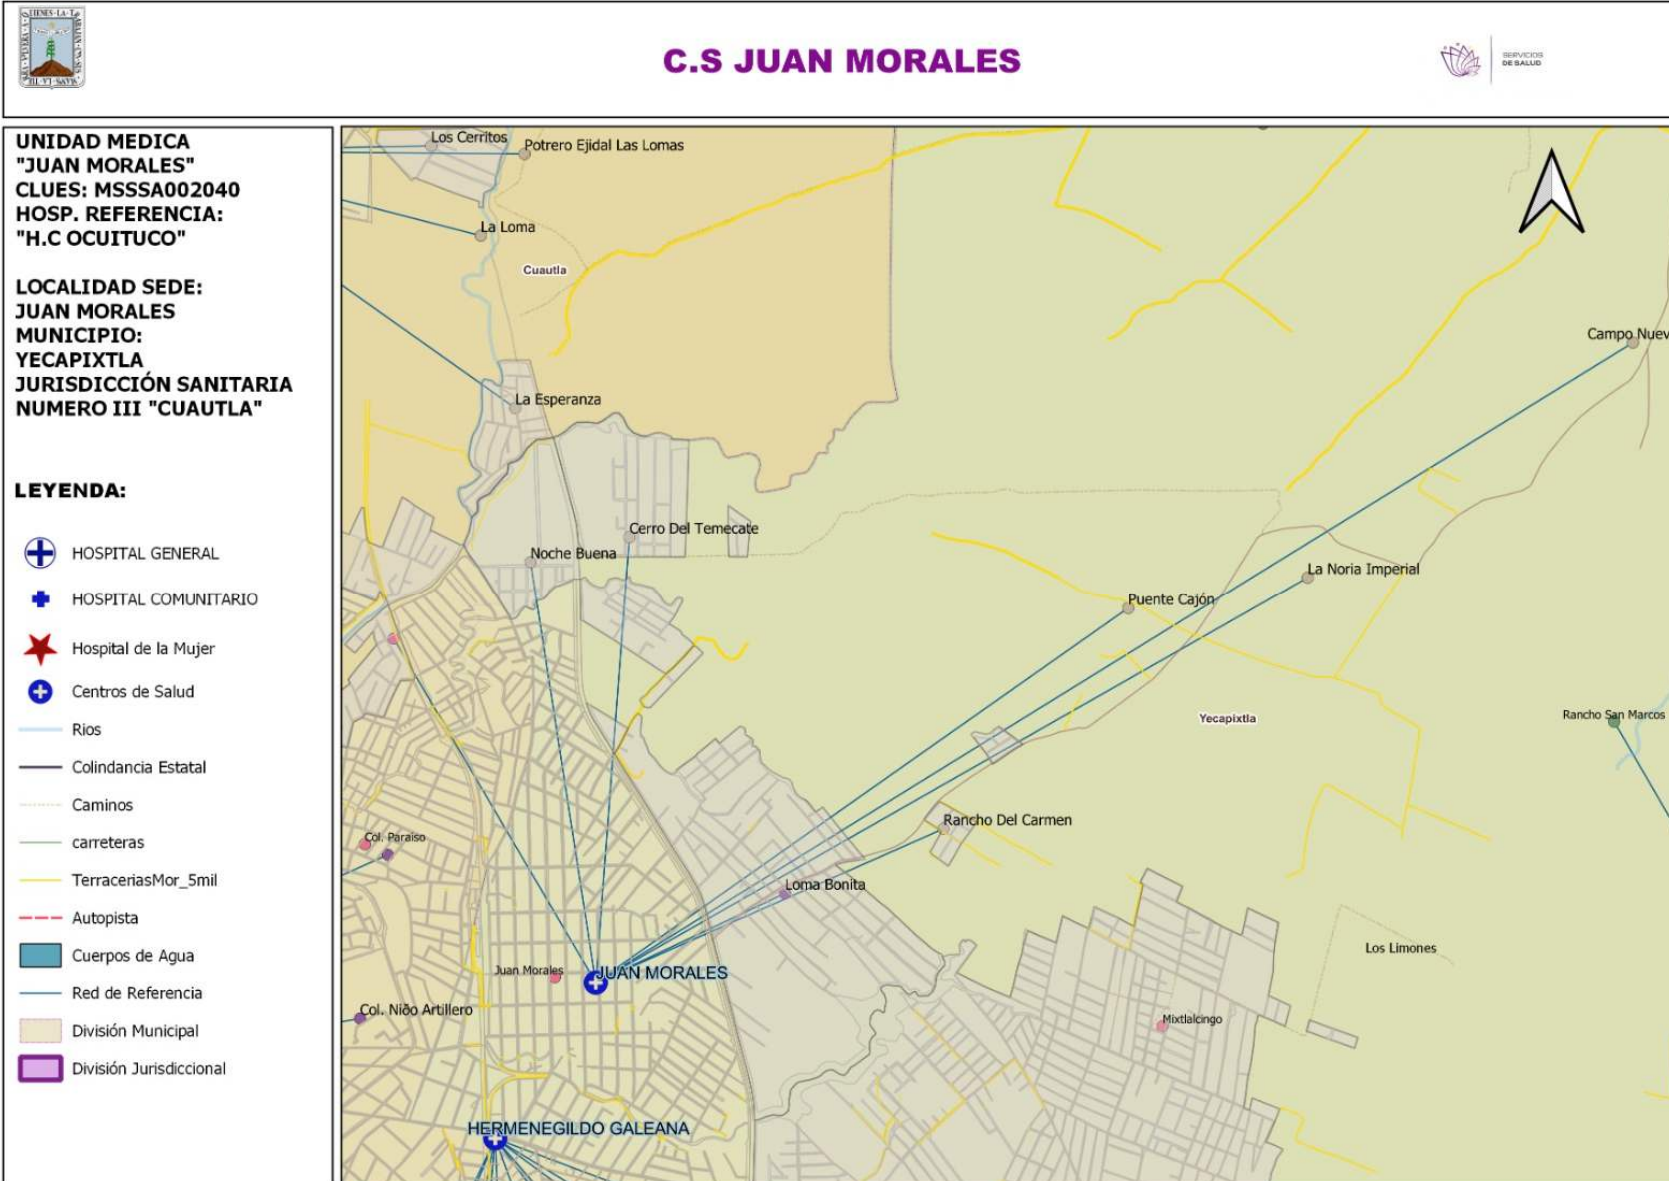 C.S JUAN MORALES
SERVICIOS
DE SALUD
UNIDAD MEDICA
"JUAN MORALES"
CLUES: MSSSA002040
HOSP. REFERENCIA:
"H.C OCUITUCO"
LOCALIDAD SEDE:
JUAN MORALES
MUNICIPIO:
YECAPIXTLA
JURISDICCIÓN SANITARIA
NUMERO III "CUAUTLA"
LEYENDA:
HOSPITAL GENERAL
HOSPITAL COMUNITARIO
Hospital de la Mujer
Centros de Salud
Rios
Colindancia Estatal
Caminos
carreteras
TerraceriasMor_5mil
Autopista
Cuerpos de Agua
Red de Referencia
División Municipal
División Jurisdiccional
Los Cerritos
Potrero Ejidal Las Lomas
La Loma
Cuautla
Campo Nuev
La Esperanza
Cerro Del Temecate
Noche Buena
La Noria Imperial
Puente Cajón
Yecapixtla
Rancho San Marcos
Rancho Del Carmen
Col. Paraiso
Loma Bonita
Los Limones
Juan Morales
JUAN MORALES
Col. Niðo Artillero
Mixtlalcingo
HERMENEGILDO GALEANA